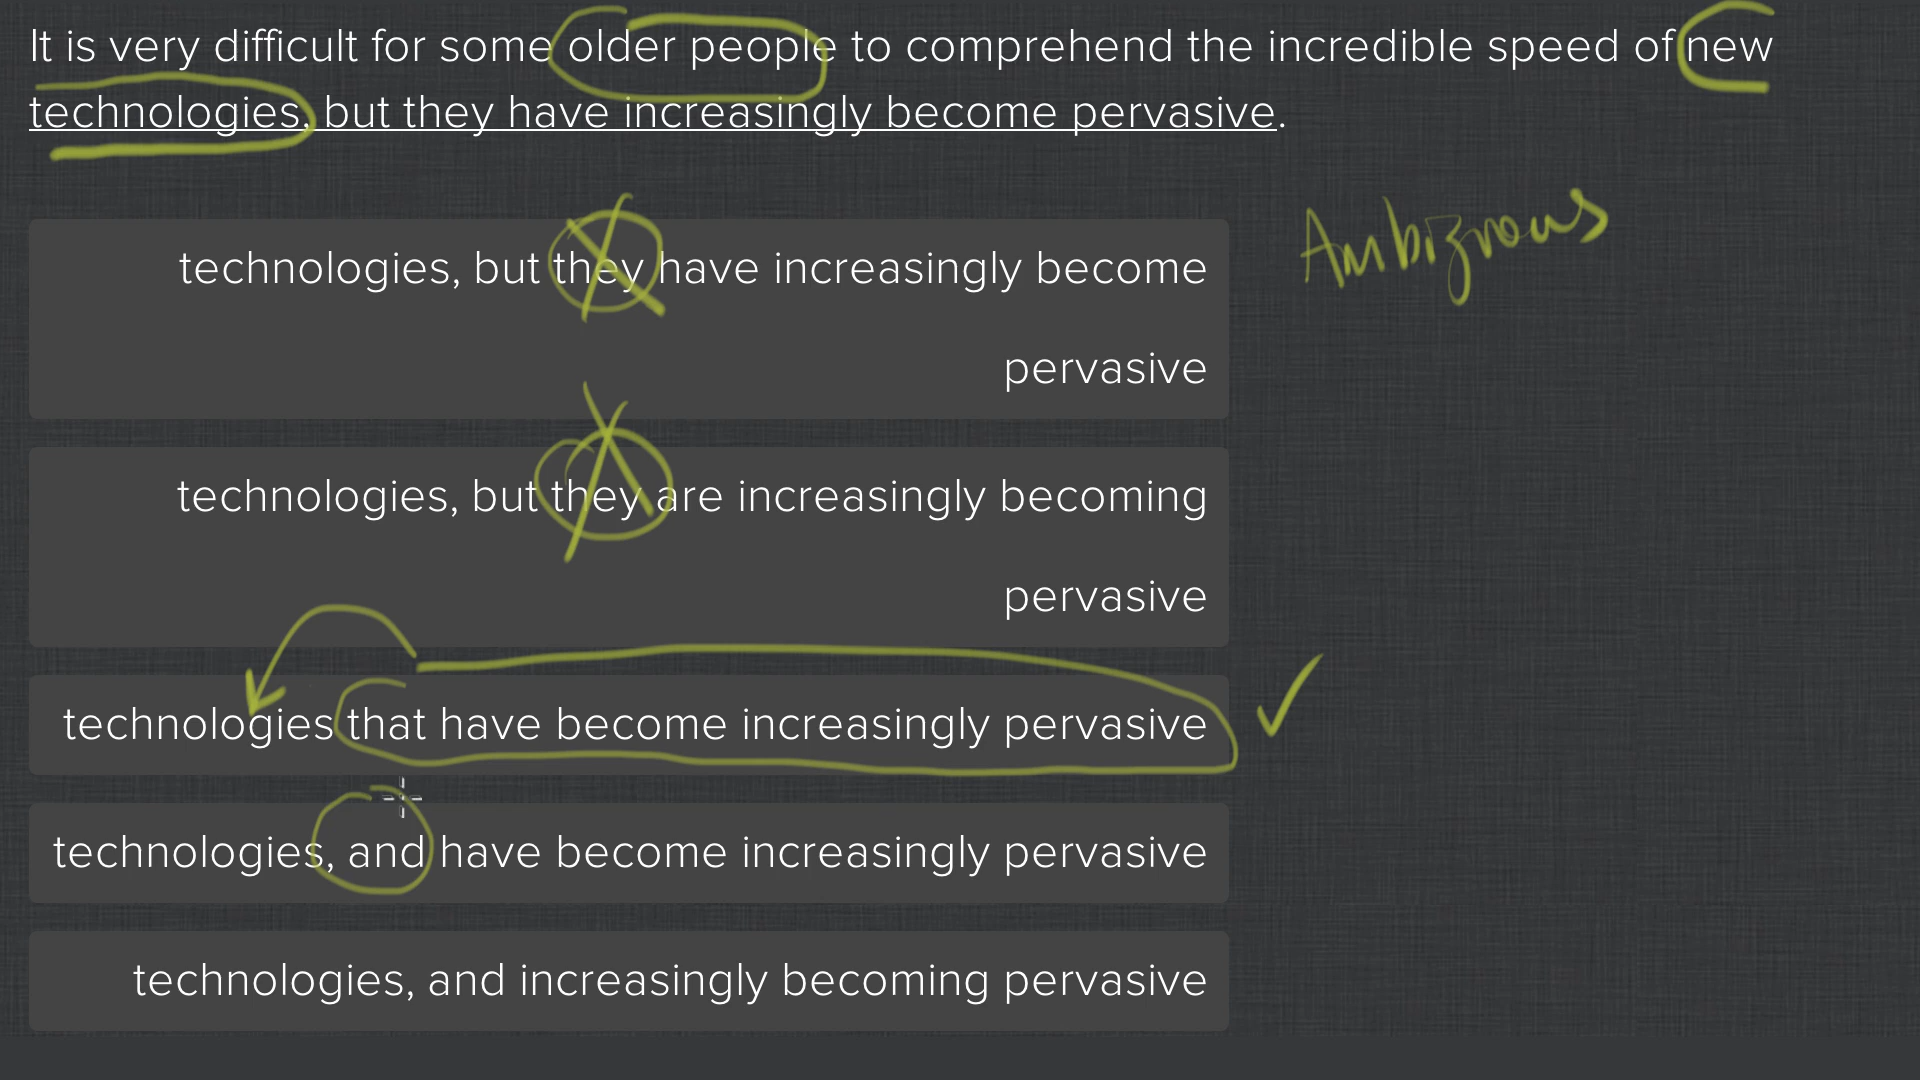 It is very difficult for some older people to comprehend the incredible speed of new
technologies, but they have increasingly become pervasive.
Ambiguous
technologies, but they have increasingly become
pervasive
technologies, but they are increasingly becoming
pervasive
technologies that have become increasingly pervasive
technologies, and have become increasingly pervasive
technologies, and increasingly becoming pervasive